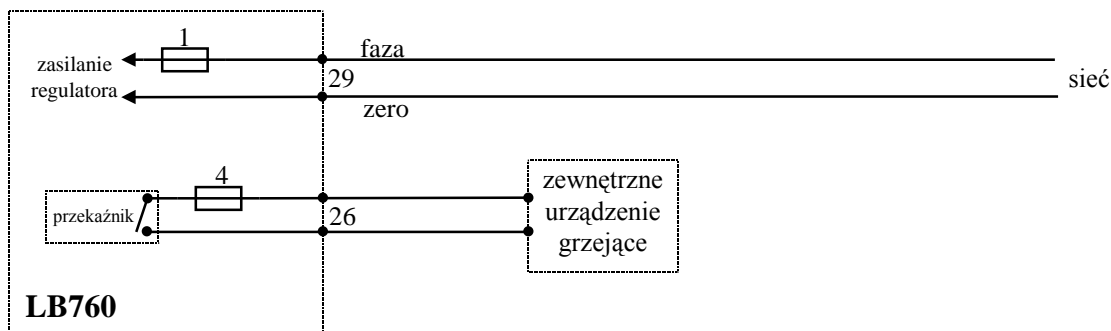 1
faza
zasilanie
regulatora
29
sieć
zero
4
zewnętrzne
urządzenie
grzejące
przekaźnik
26
LB760